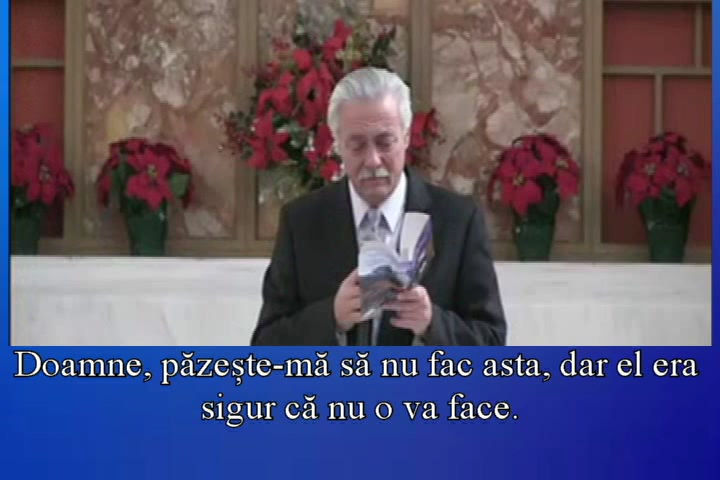 Doamne, păzește-mă să nu fac asta, dar el era
sigur că nu o va face.